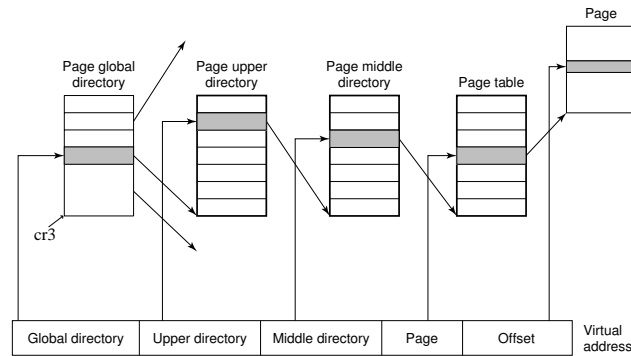 Page
Page global
directory
Page upper
directory
Page middle
directory
Page table
cr3
Global directory
Upper directory
Middle directory
Page
Offset
Virtual
address